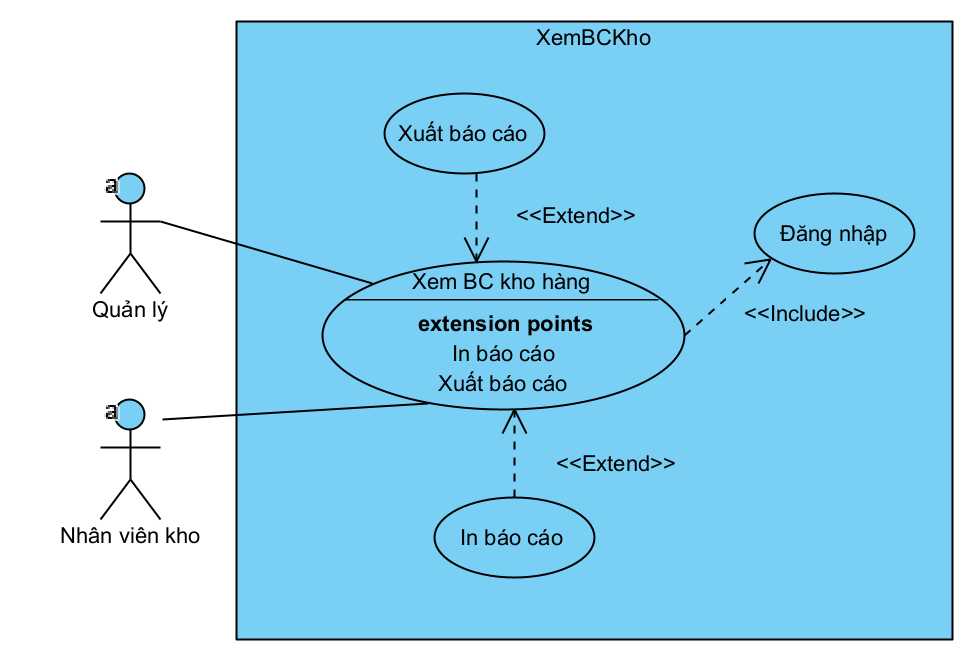 XemBCKho
Xuất báo cáo
<<Extend>>
Đăng nhập
a
Quản lý
Xem BC kho hàng
extension points
In báo cáo
Xuất báo cáo
<<Include>>
a
Nhân viên kho
<<Extend>>
In báo cáo